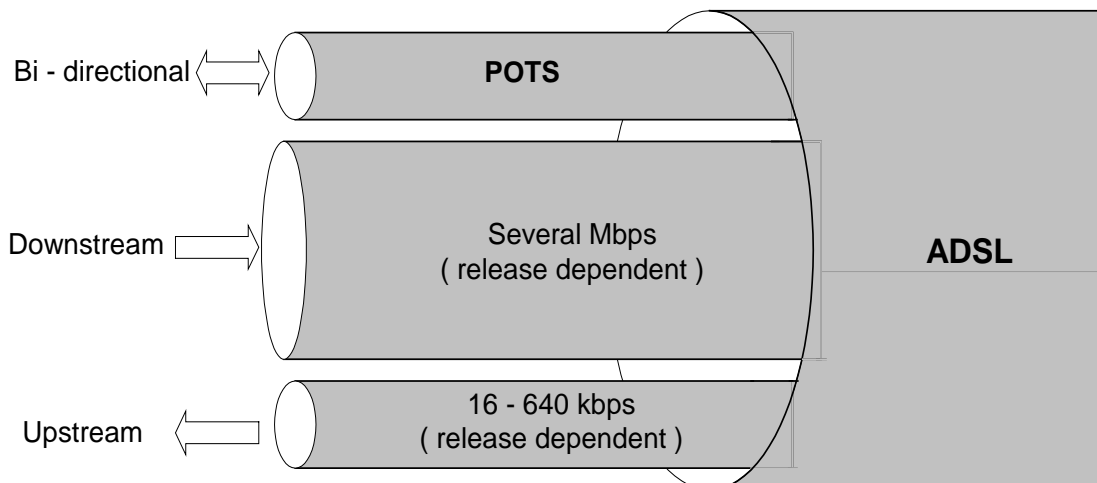 Bi - directional
POTS
Downstream
Several Mbps
( release dependent )
ADSL
Upstream
16 - 640 kbps
( release dependent )